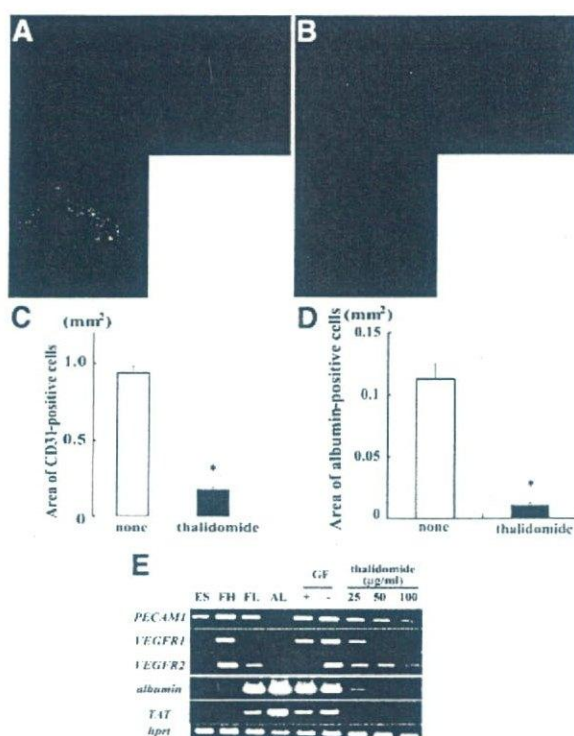 A
B
C (mm²)
Area of CD31-positive cells
1.0
0.5
0
*
none thalidomide
D (mm²)
Area of albumin-positive cells
0.15
0.1
0.05
0
*
none thalidomide
E
GF thalidomide (µg/ml)
ES FH FL AL + - 25 50 100
PECAM1
VEGFR1
VEGFR2
albumin
TAT
hprt